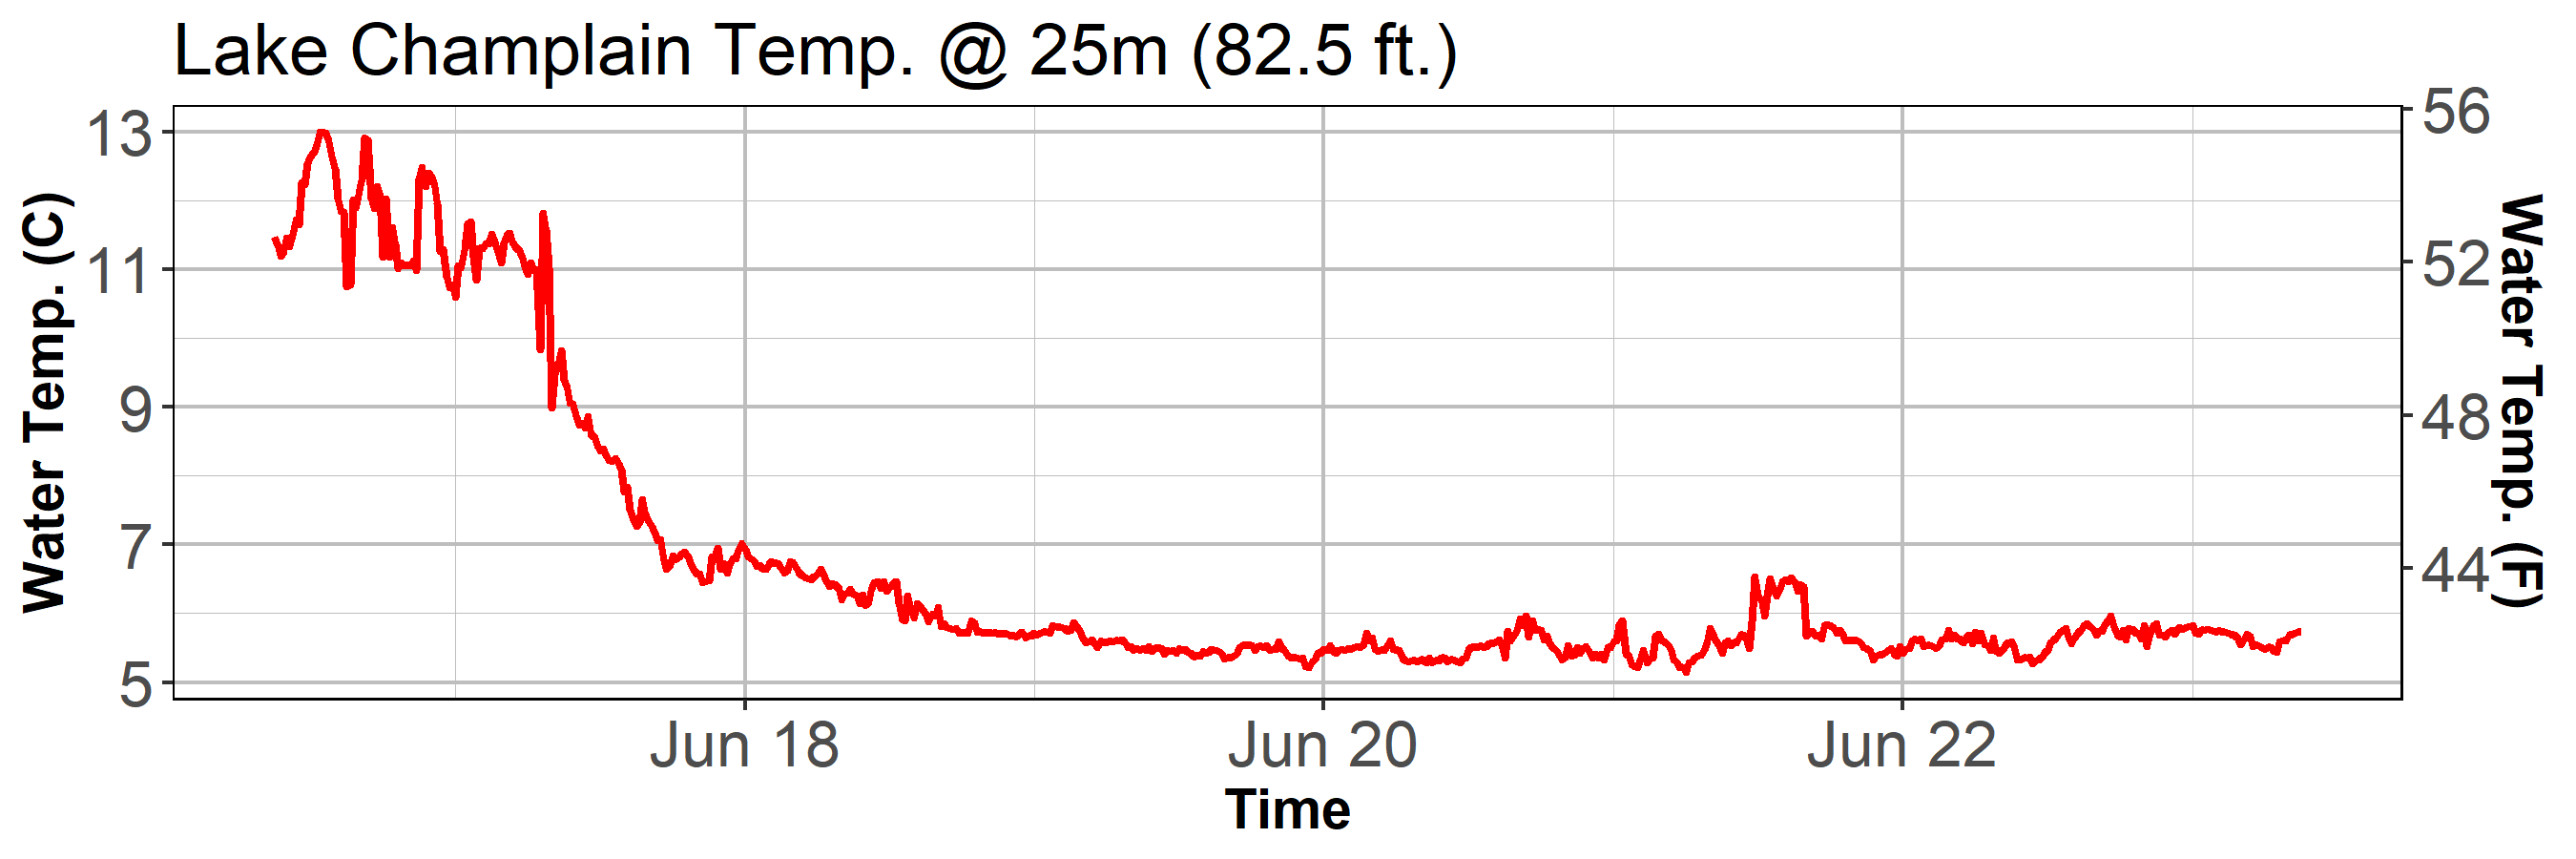 Lake Champlain Temp. @ 25m (82.5 ft.)
Water Temp. (C)
13
11
9
7
5
56
52
48
44
Water Temp. (F)
Jun 18 Jun 20 Jun 22
Time